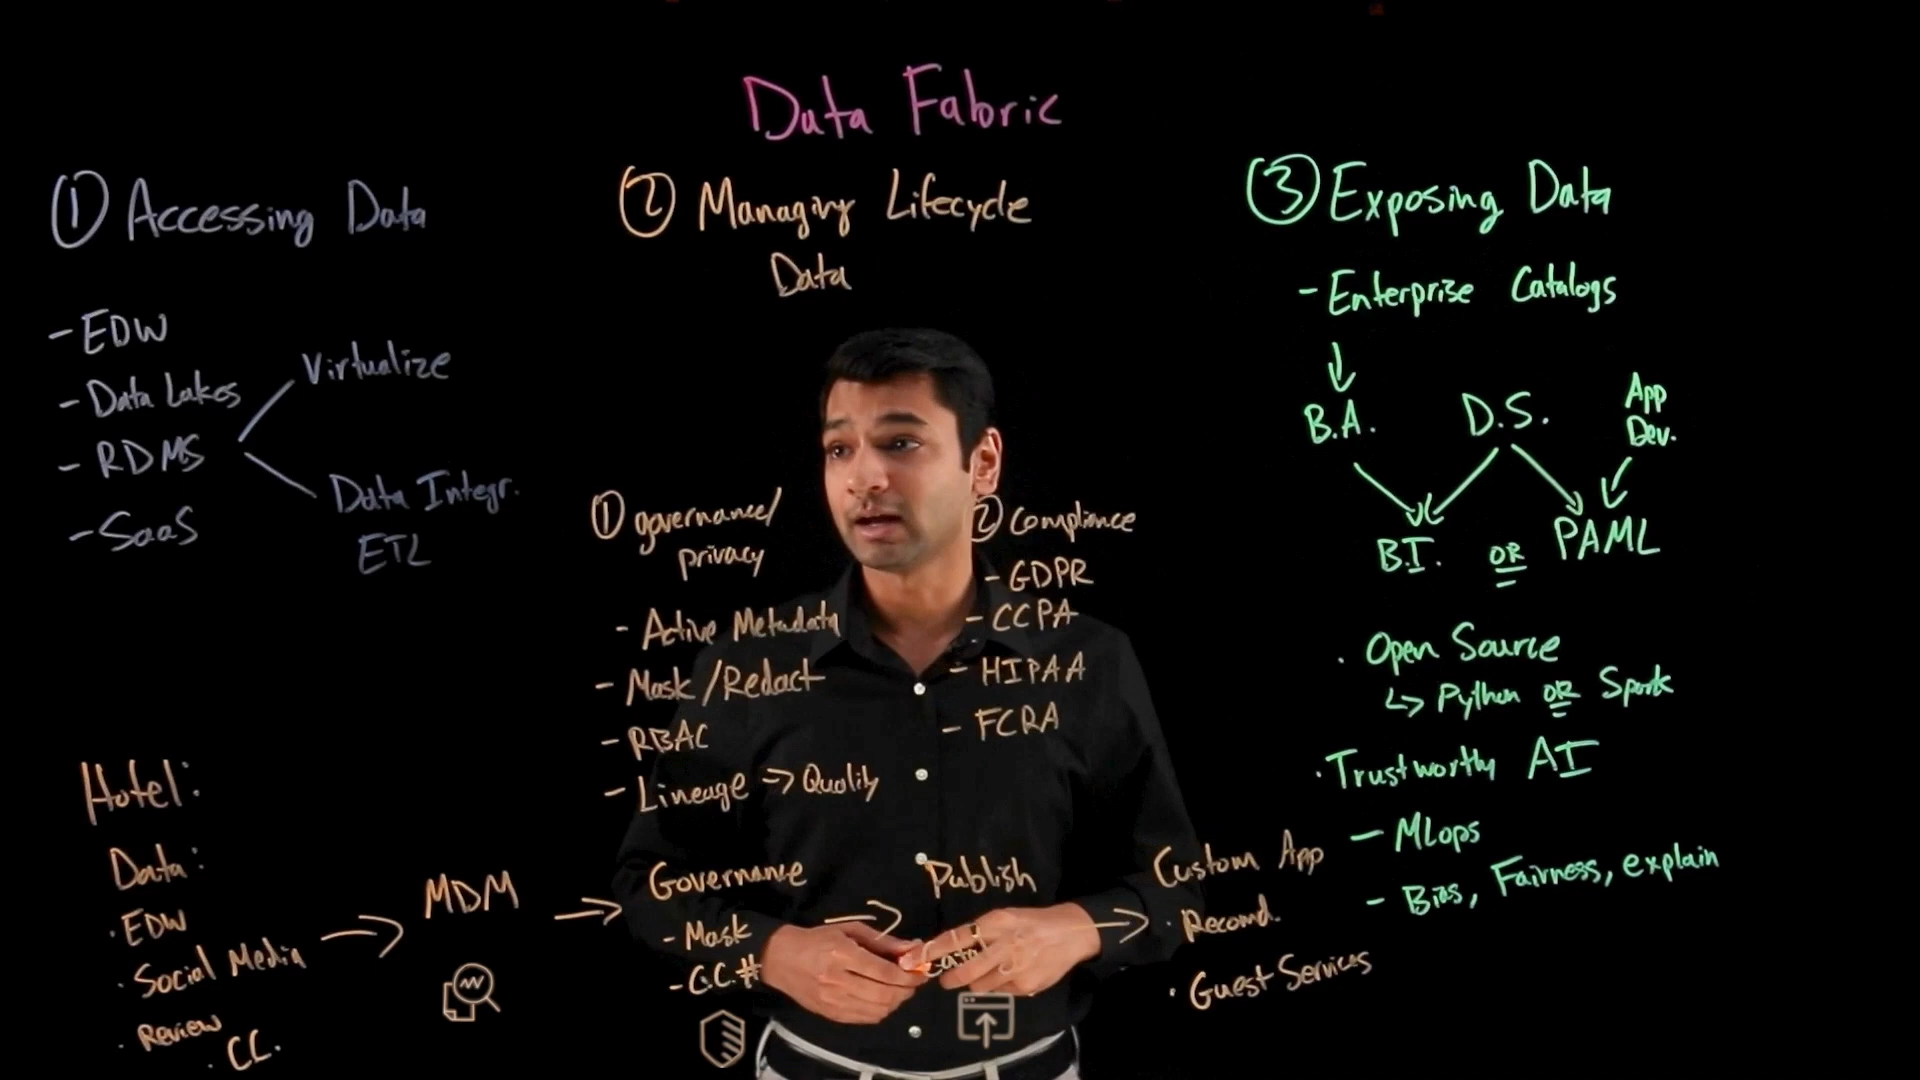 Data Fabric
① Accessing Data
- EDW
- Data Lakes
- RDMS
- SaaS
Virtualize
Data Integr.
ETL
② Managing Lifecycle
Data
① governance/
privacy
- Active Metadata
- Mask/Redact
- RBAC
- Lineage -> Quality
② Compliance
- GDPR
- CCPA
- HIPAA
- FCRA
③ Exposing Data
- Enterprise Catalogs
B.A. D.S. App
Dev.
B.I. OR PAML
· Open Source
↳ Python OR Spark
· Trustworthy AI
- MLops
- Bias, Fairness, explain
Hotel:
Data:
· EDW
· Social Media
· Review
· CC.
→ MDM
→ Governance
- Mask
- C.C.#
→ Publish
→ Custom App
· Recomd.
· Guest Services